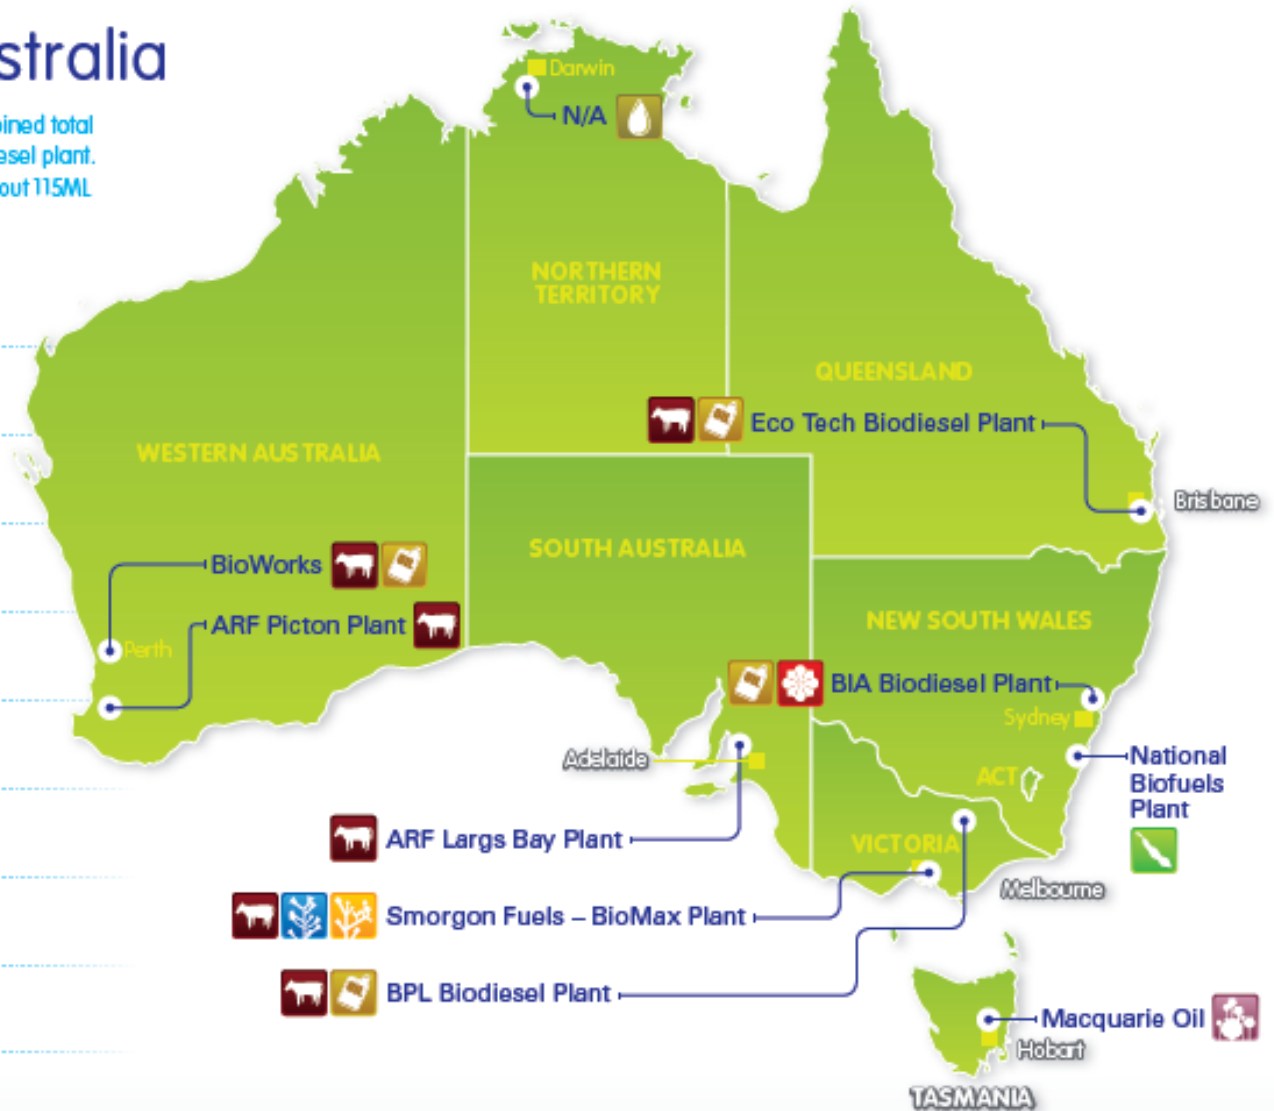 stralia
ined total
esel plant.
out 115ML
Darwin
N/A
NORTHERN
TERRITORY
QUEENSLAND
Eco Tech Biodiesel Plant
WESTERN AUSTRALIA
Brisbane
SOUTH AUSTRALIA
BioWorks
ARF Picton Plant
NEW SOUTH WALES
Perth
BIA Biodiesel Plant
Sydney
Adelaide
National
Biofuels
Plant
ACT
ARF Largs Bay Plant
VICTORIA
Melbourne
Smorgon Fuels – BioMax Plant
BPL Biodiesel Plant
Macquarie Oil
Hobart
TASMANIA